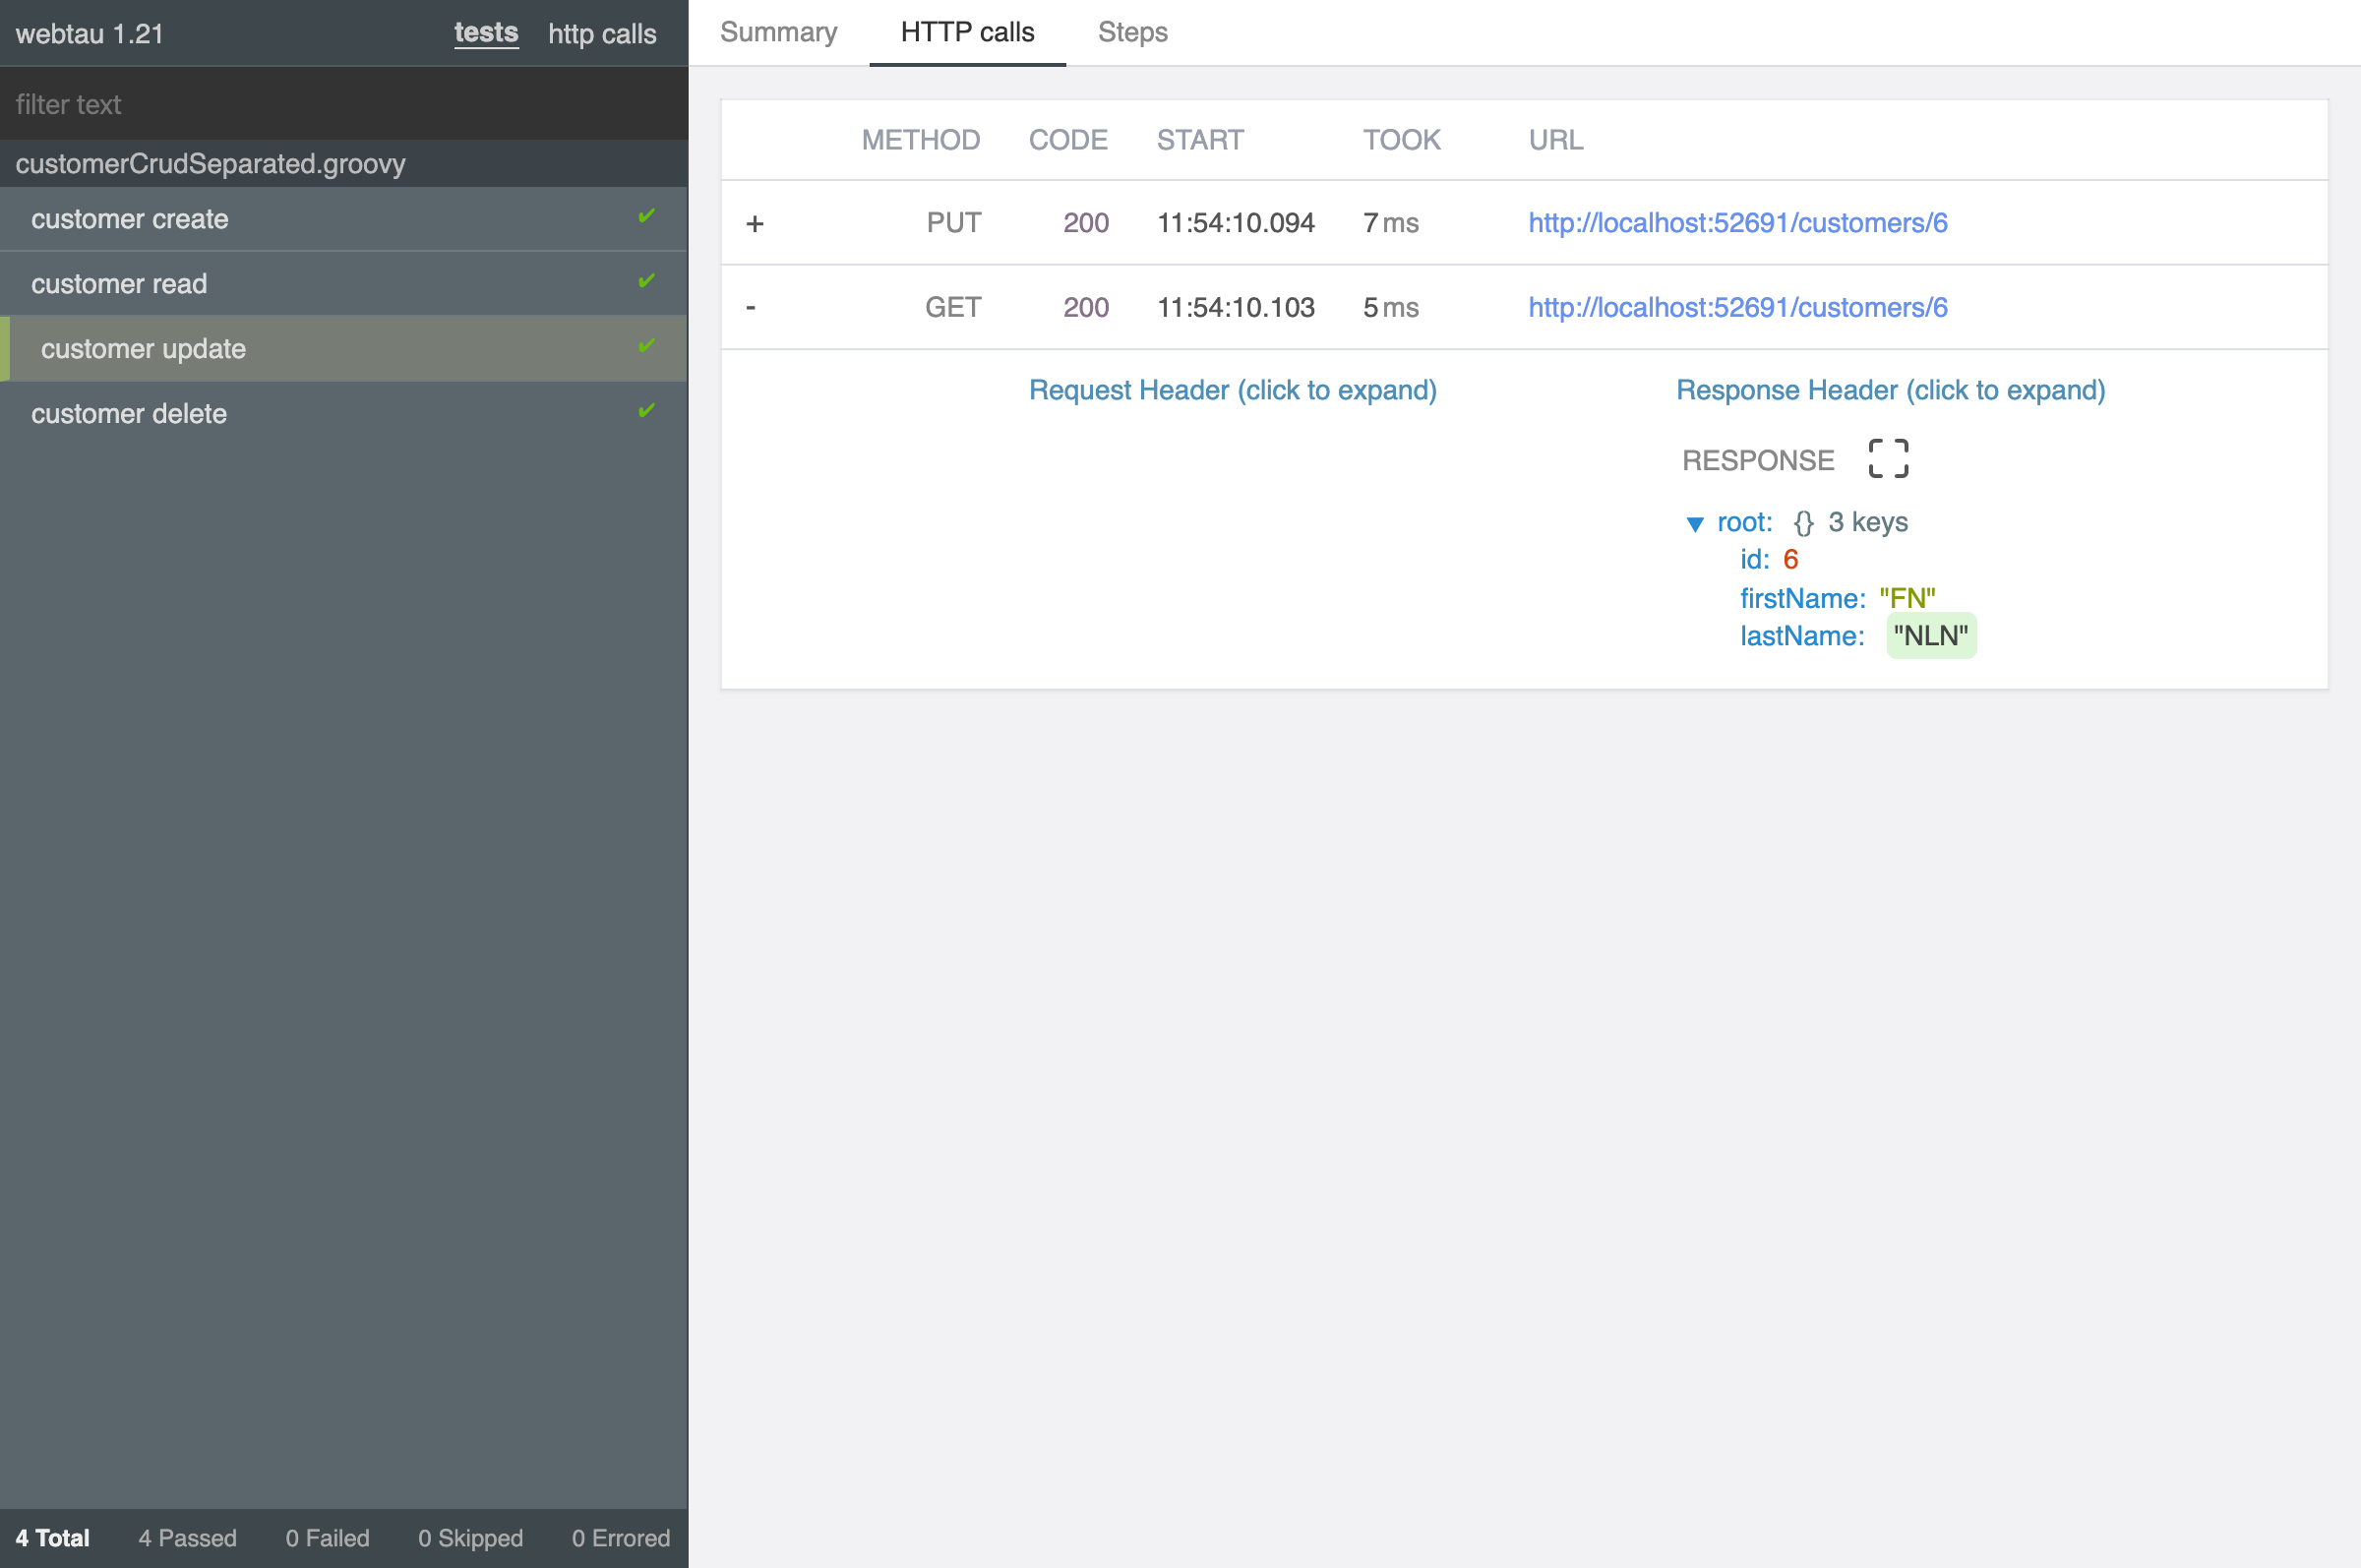 webtau 1.21 tests http calls
filter text
customerCrudSeparated.groovy
customer create
customer read
customer update
customer delete
4 Total 4 Passed 0 Failed 0 Skipped 0 Errored
Summary HTTP calls Steps
METHOD CODE START TOOK URL
+ PUT 200 11:54:10.094 7 ms http://localhost:52691/customers/6
- GET 200 11:54:10.103 5 ms http://localhost:52691/customers/6
Request Header (click to expand) Response Header (click to expand)
RESPONSE
▼ root: {} 3 keys
id: 6
firstName: "FN"
lastName: "NLN"